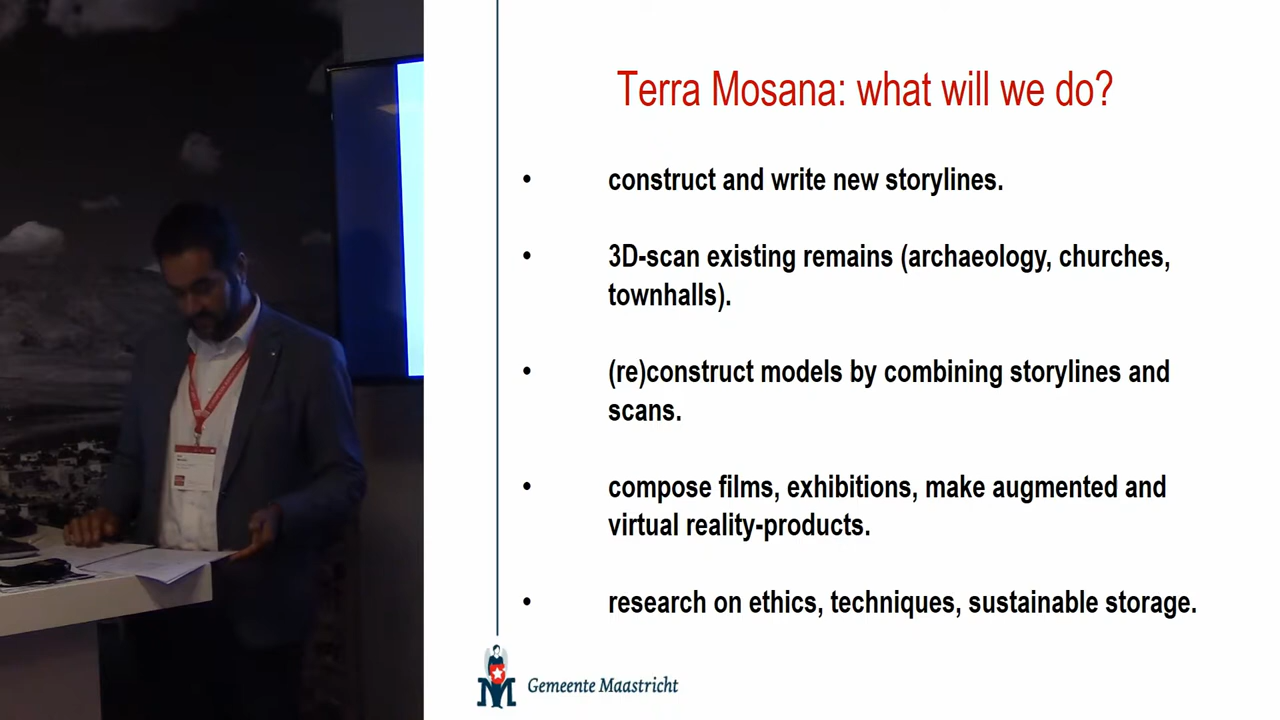 Terra Mosana: what will we do?
• construct and write new storylines.
• 3D-scan existing remains (archaeology, churches,
townhalls).
• (re)construct models by combining storylines and
scans.
• compose films, exhibitions, make augmented and
virtual reality-products.
• research on ethics, techniques, sustainable storage.
Gemeente Maastricht